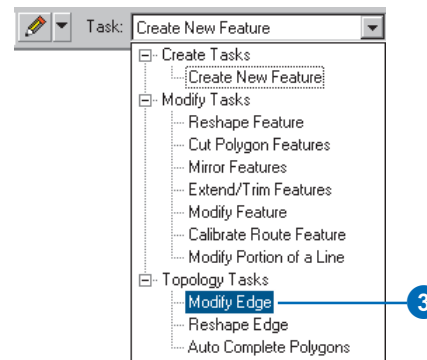 Task: Create New Feature
Create Tasks
Create New Feature
Modify Tasks
Reshape Feature
Cut Polygon Features
Mirror Features
Extend/Trim Features
Modify Feature
Calibrate Route Feature
Modify Portion of a Line
Topology Tasks
Modify Edge 3
Reshape Edge
Auto Complete Polygons